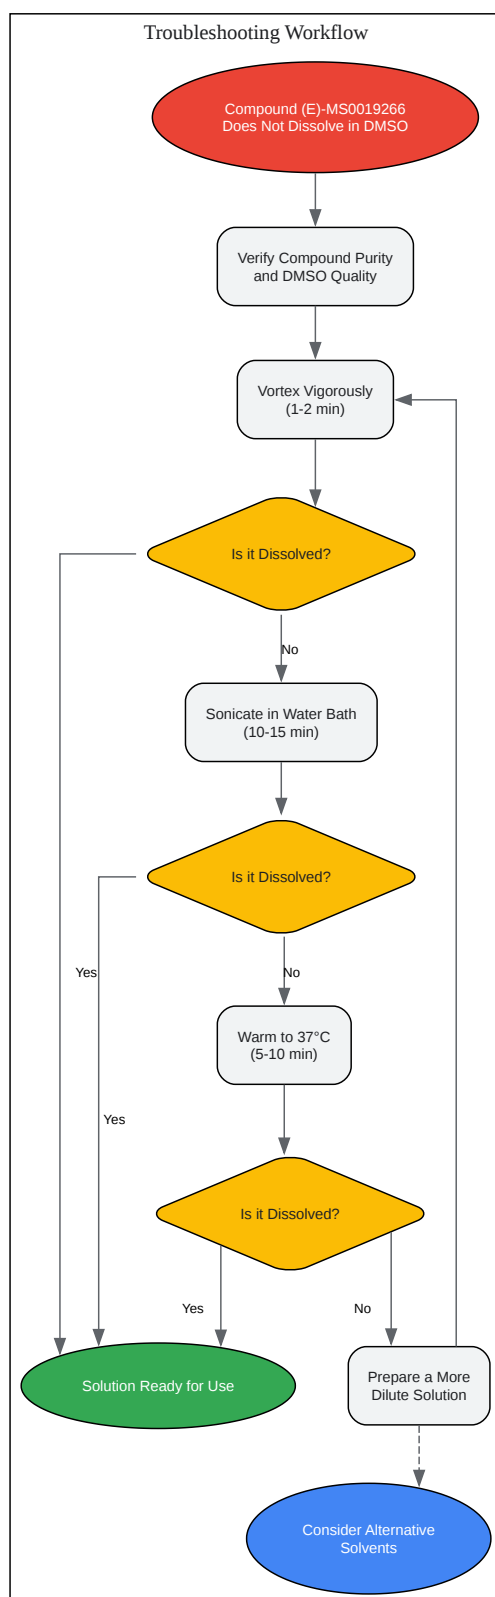 Troubleshooting Workflow
Compound (E)-MS0019266
Does Not Dissolve in DMSO
Verify Compound Purity
and DMSO Quality
Vortex Vigorously
(1-2 min)
Is it Dissolved?
No
Sonicate in Water Bath
(10-15 min)
Is it Dissolved?
Yes
No
Warm to 37°C
(5-10 min)
Yes
Is it Dissolved?
Yes
No
Solution Ready for Use
Prepare a More
Dilute Solution
Consider Alternative
Solvents